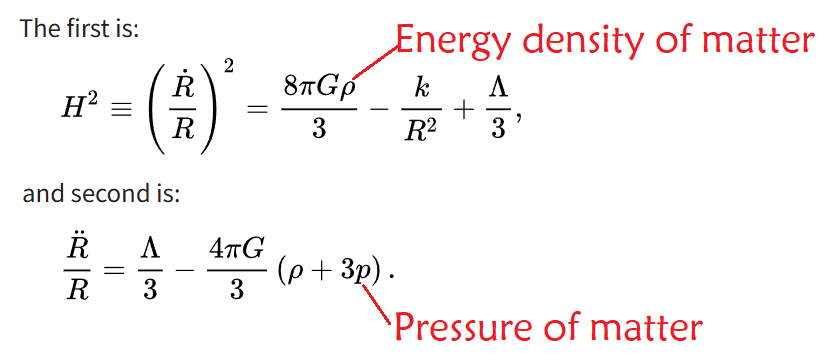 The first is:
Energy density of matter
H² ≡ (Ṙ/R)² = 8πGρ/3 − k/R² + Λ/3,
and second is:
R̈/R = Λ/3 − 4πG/3 (ρ + 3p).
Pressure of matter